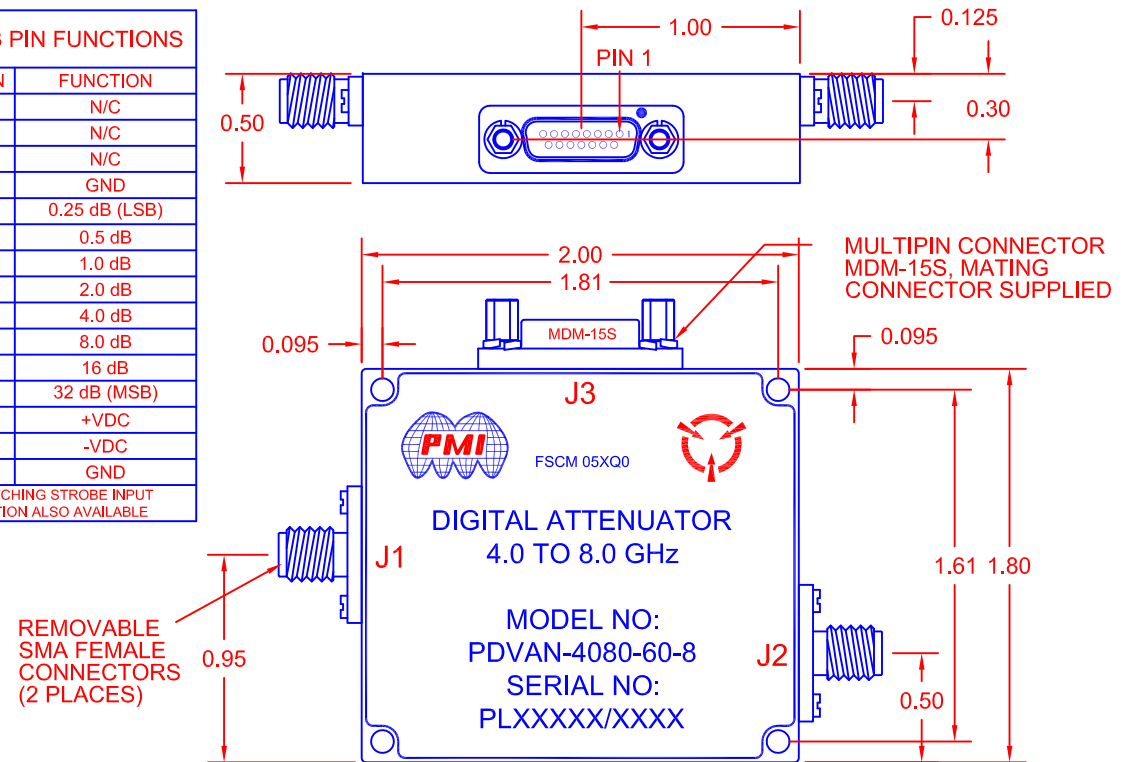 PIN FUNCTIONS
FUNCTION
N/C
N/C
N/C
GND
0.25 dB (LSB)
0.5 dB
1.0 dB
2.0 dB
4.0 dB
8.0 dB
16 dB
32 dB (MSB)
+VDC
-VDC
GND
STROBE INPUT
ALSO AVAILABLE
1.00
0.125
PIN 1
0.50
0.30
1
2.00
1.81
MULTIPIN CONNECTOR
MDM-15S, MATING
CONNECTOR SUPPLIED
0.095
MDM-15S
0.095
J3
PMI
FSCM 05XQ0
DIGITAL ATTENUATOR
4.0 TO 8.0 GHz
J1
1.61
1.80
REMOVABLE
SMA FEMALE
CONNECTORS
(2 PLACES)
0.95
MODEL NO:
PDVAN-4080-60-8
J2
SERIAL NO:
PLXXXXX/XXXX
0.50